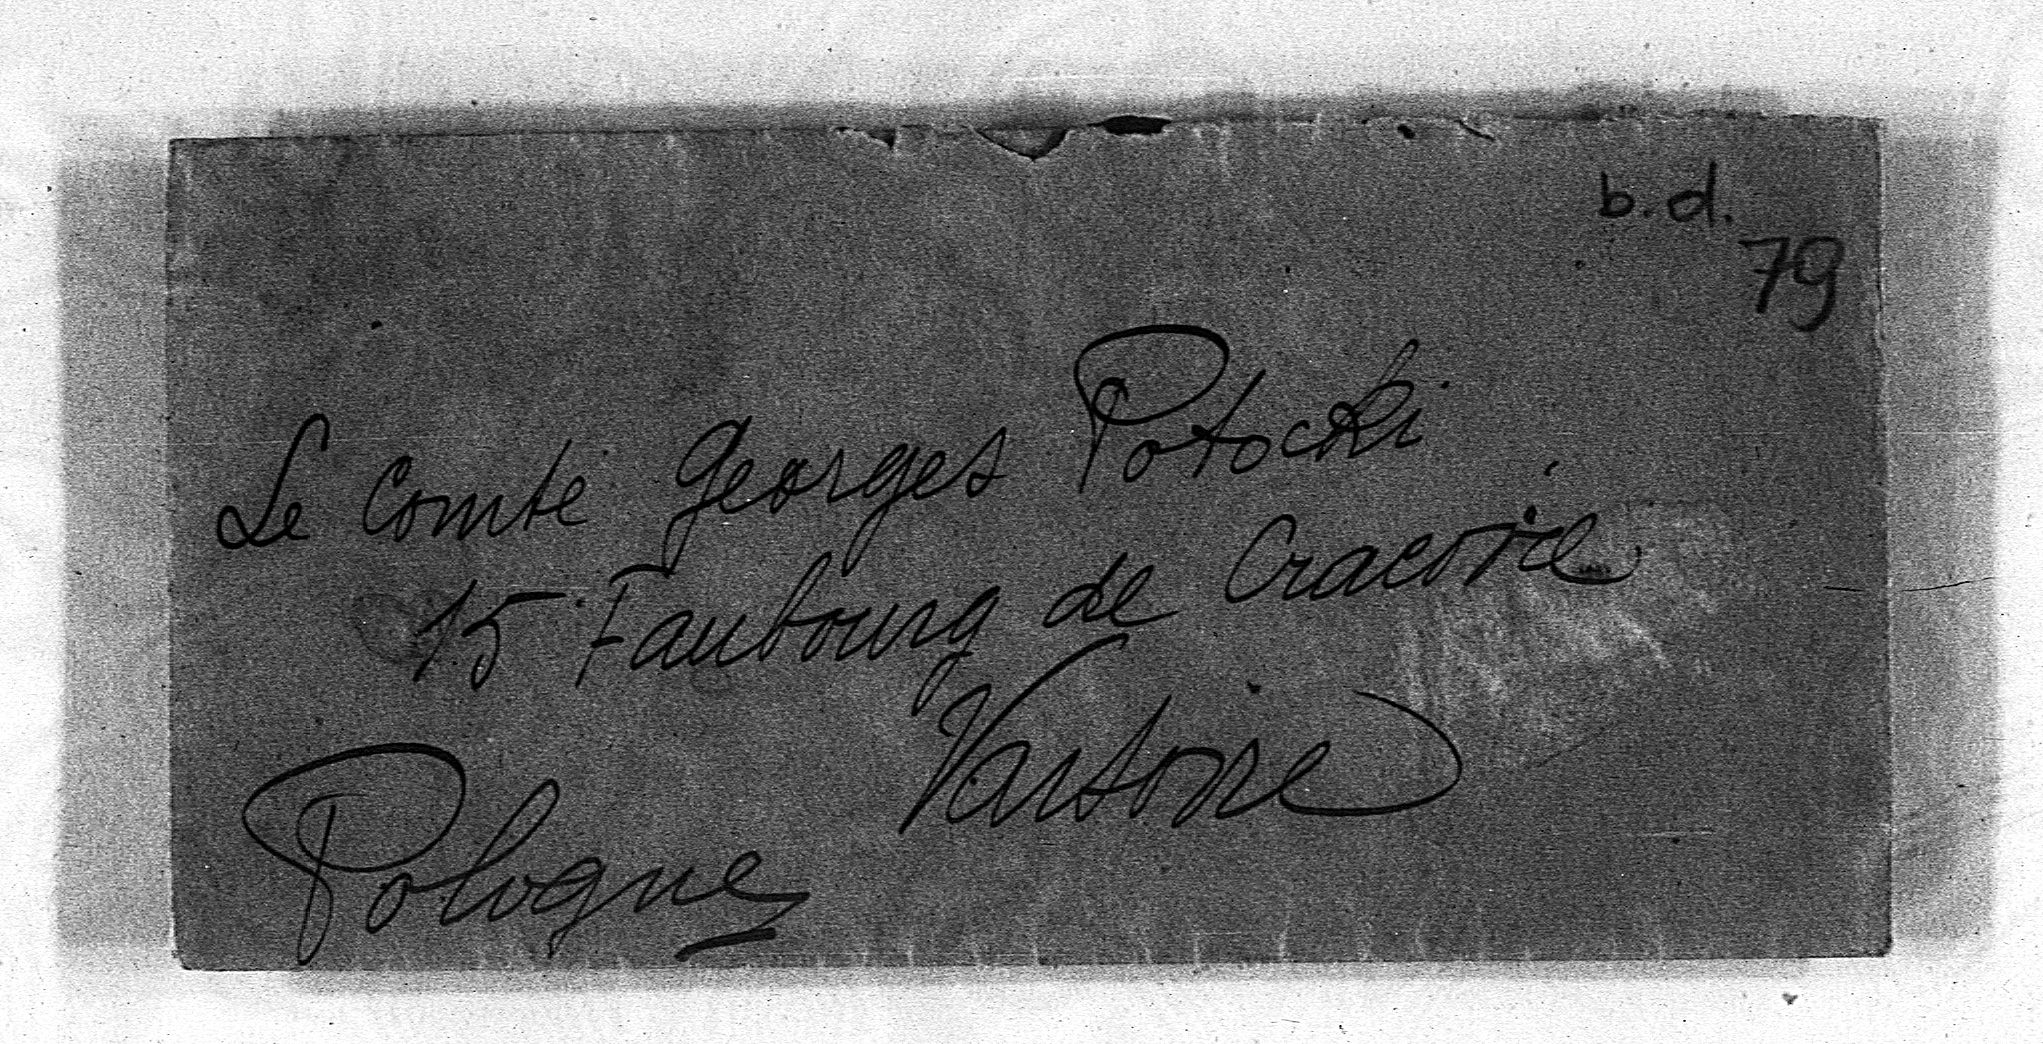 b.d.
79
Le Comte Georges Potocki
15 Faubourg de Cracovie
Varsovie
Pologne